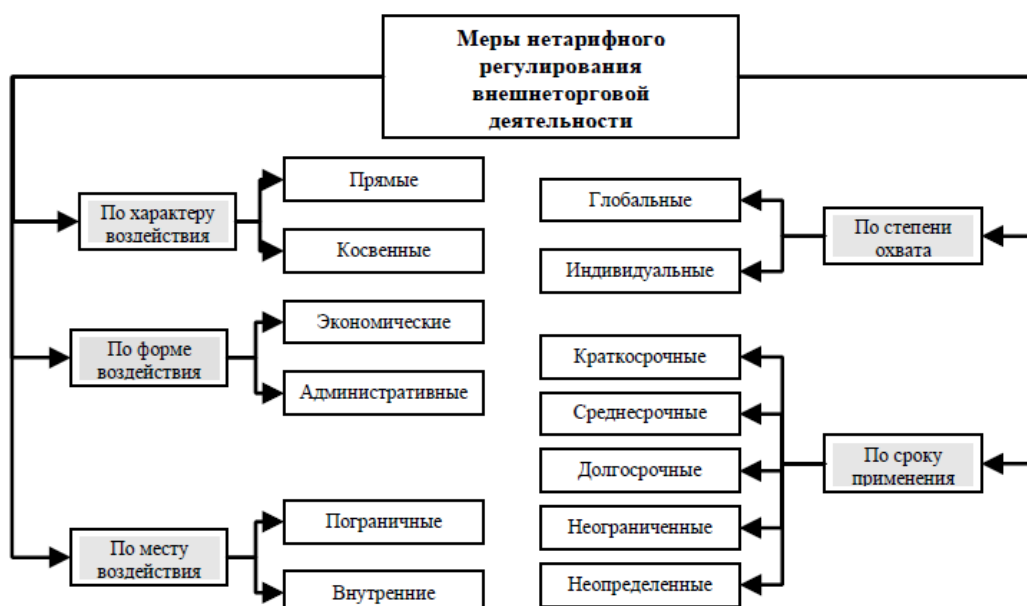 Меры нетарифного
регулирования
внешнеторговой
деятельности
По характеру
воздействия
Прямые
Косвенные
По форме
воздействия
Экономические
Административные
По месту
воздействия
Пограничные
Внутренние
По степени
охвата
Глобальные
Индивидуальные
По сроку
применения
Краткосрочные
Среднесрочные
Долгосрочные
Неограниченные
Неопределенные